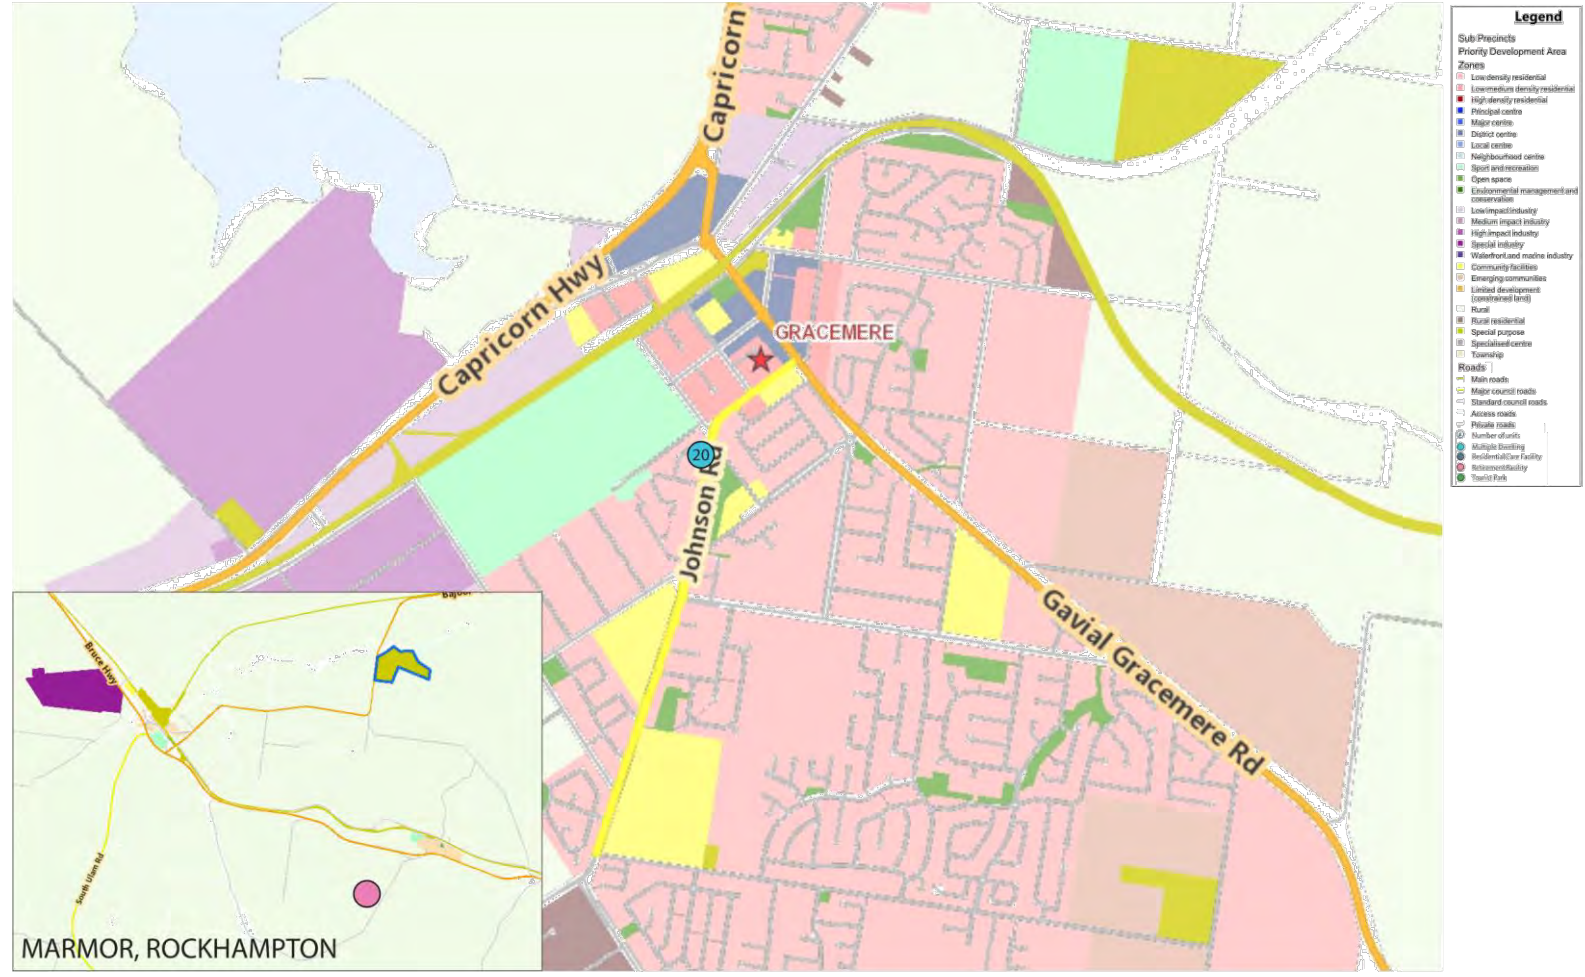 Capricorn
Capricorn Hwy
GRACEMERE
20
Johnson Rd
Gavial Gracemere Rd
Bruce Hwy
South Ulam Rd
MARMOR, ROCKHAMPTON
Legend
Sub Precincts
Priority Development Area
Zones
Low density residential
Low medium density residential
High density residential
Principal centre
Major centre
District centre
Local centre
Neighbourhood centre
Sport and recreation
Open space
Environmental management and
conservation
Low impact industry
Medium impact industry
High impact industry
Special industry
Waterfront and marine industry
Community facilities
Emerging communities
Limited development
(constrained land)
Rural
Rural residential
Special purpose
Specialised centre
Township
Roads
Main roads
Major council roads
Standard council roads
Access roads
Private roads
Number of units
Multiple Dwelling
Residential Care Facility
Retirement Facility
Tourist Park